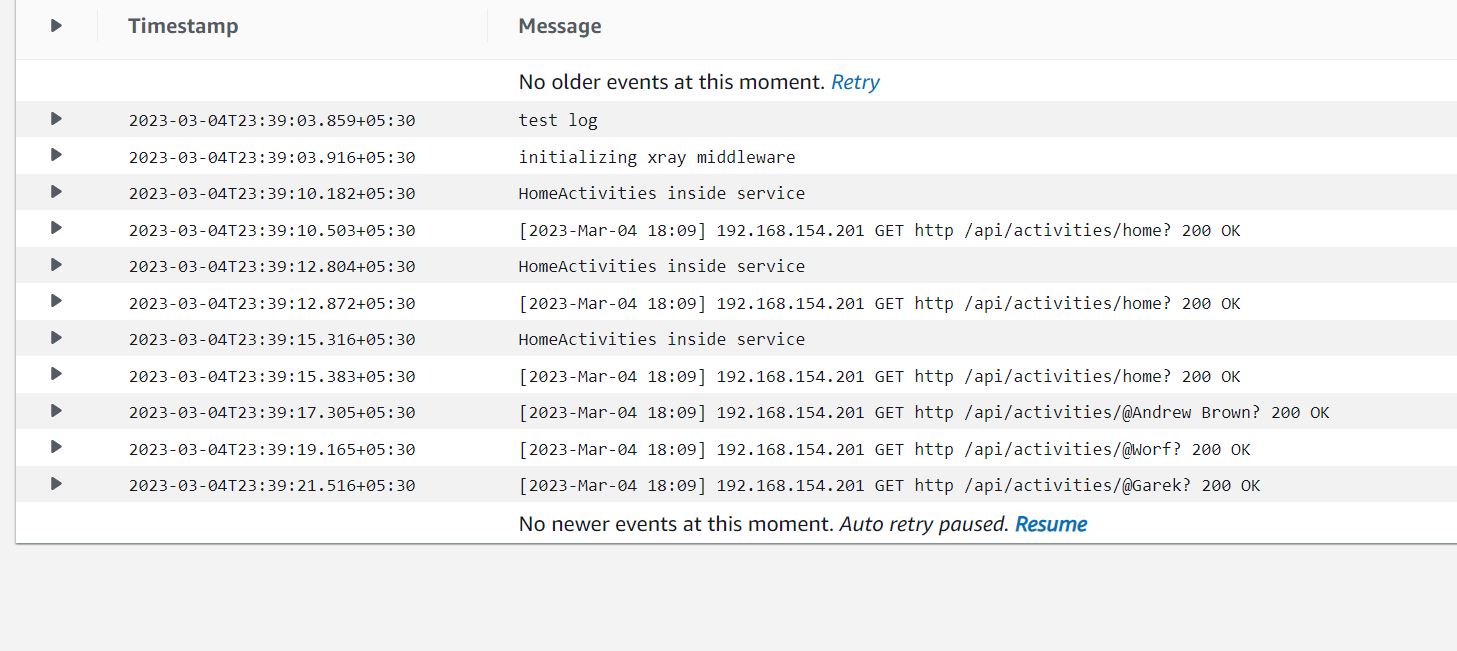 Timestamp Message
No older events at this moment. Retry
2023-03-04T23:39:03.859+05:30 test log
2023-03-04T23:39:03.916+05:30 initializing xray middleware
2023-03-04T23:39:10.182+05:30 HomeActivities inside service
2023-03-04T23:39:10.503+05:30 [2023-Mar-04 18:09] 192.168.154.201 GET http /api/activities/home? 200 OK
2023-03-04T23:39:12.804+05:30 HomeActivities inside service
2023-03-04T23:39:12.872+05:30 [2023-Mar-04 18:09] 192.168.154.201 GET http /api/activities/home? 200 OK
2023-03-04T23:39:15.316+05:30 HomeActivities inside service
2023-03-04T23:39:15.383+05:30 [2023-Mar-04 18:09] 192.168.154.201 GET http /api/activities/home? 200 OK
2023-03-04T23:39:17.305+05:30 [2023-Mar-04 18:09] 192.168.154.201 GET http /api/activities/@Andrew Brown? 200 OK
2023-03-04T23:39:19.165+05:30 [2023-Mar-04 18:09] 192.168.154.201 GET http /api/activities/@Worf? 200 OK
2023-03-04T23:39:21.516+05:30 [2023-Mar-04 18:09] 192.168.154.201 GET http /api/activities/@Garek? 200 OK
No newer events at this moment. Auto retry paused. Resume